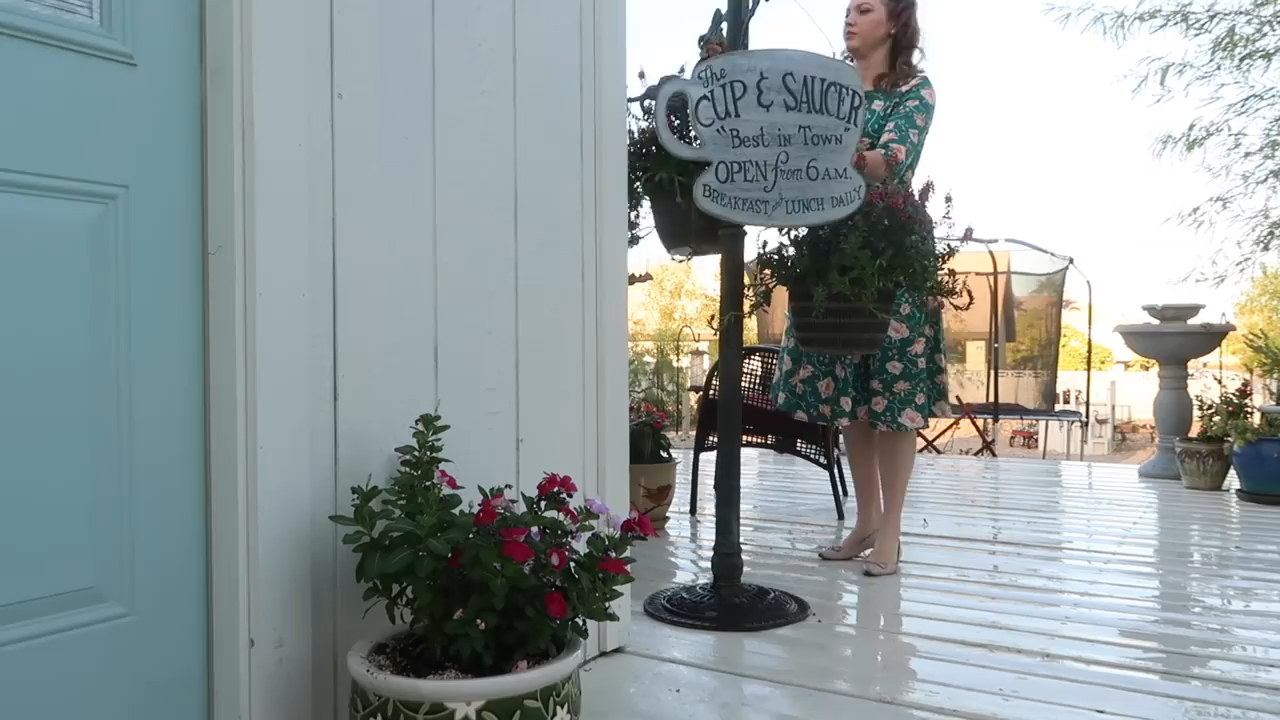 The
CUP & SAUCER
"Best in Town"
OPEN from 6 A.M.
BREAKFAST and LUNCH DAILY